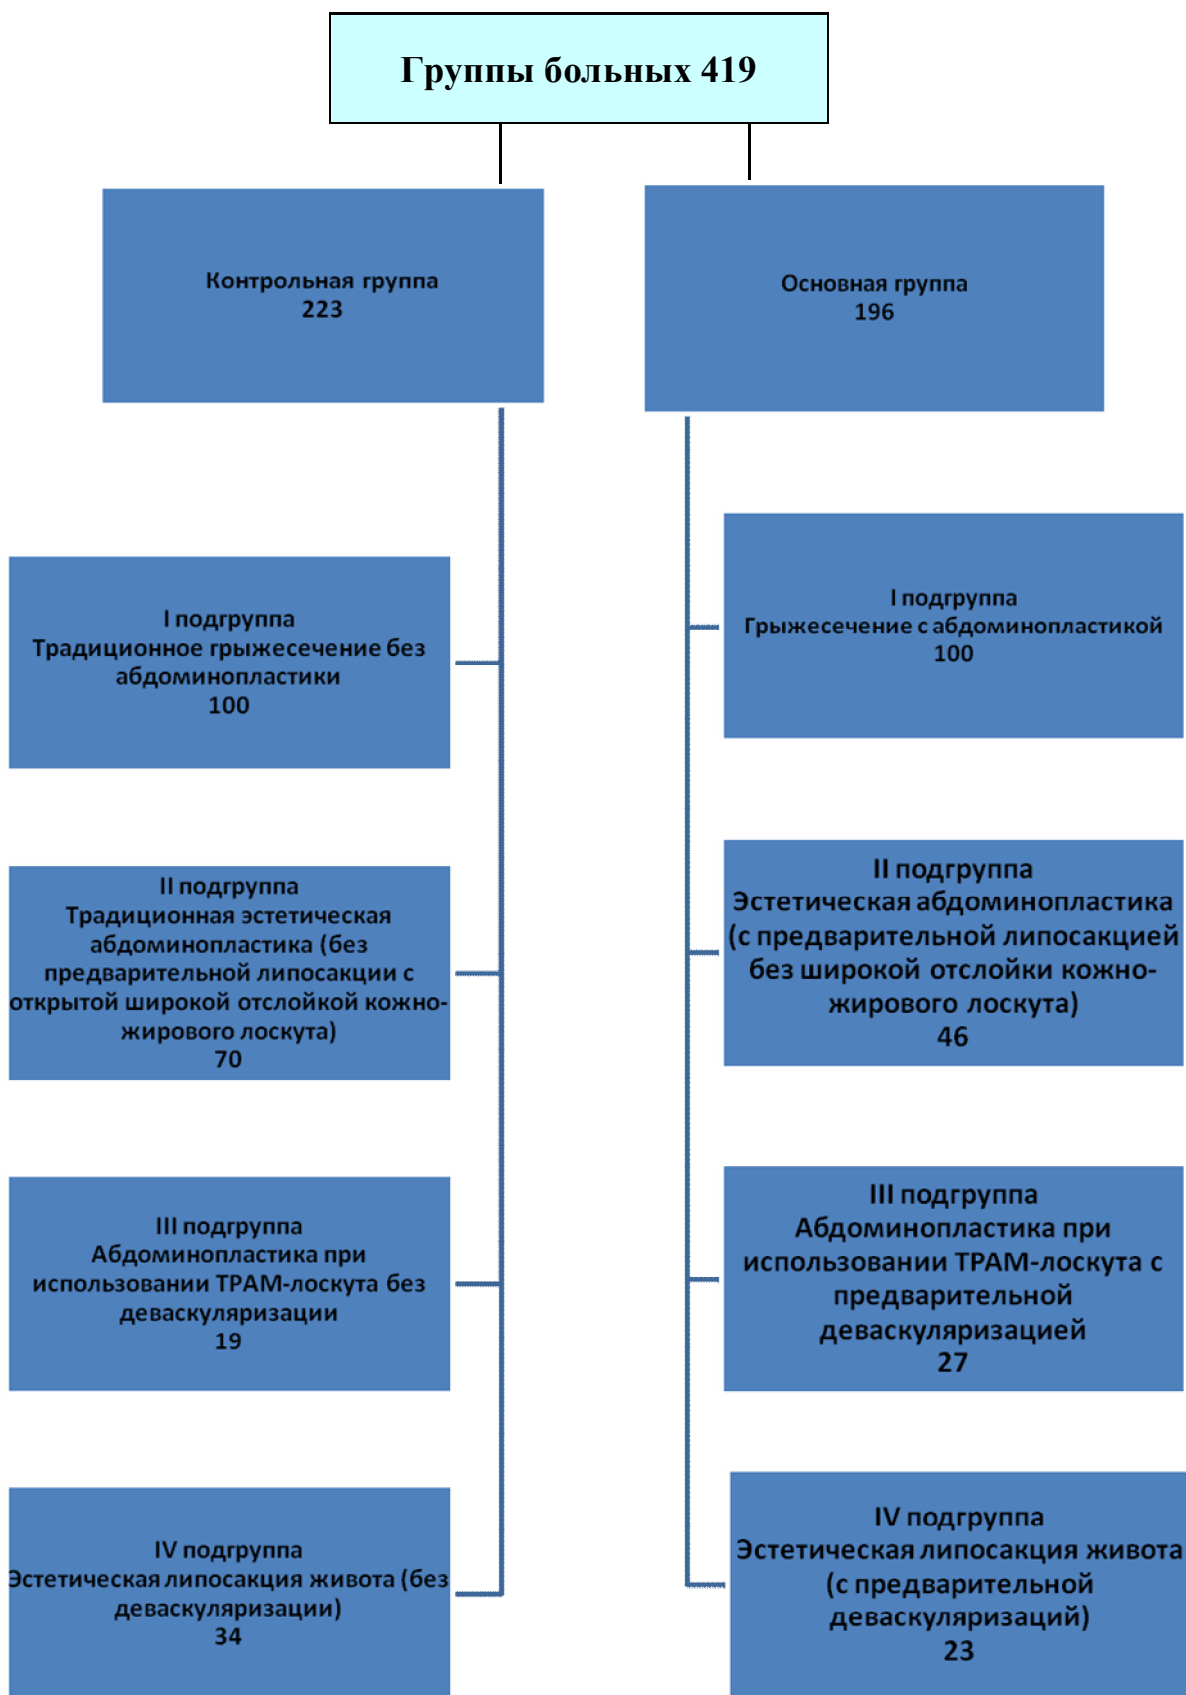 Группы больных 419
Контрольная группа
223
Основная группа
196
I подгруппа
Традиционное грыжесечение без
абдоминопластики
100
I подгруппа
Грыжесечение с абдоминопластикой
100
II подгруппа
Традиционная эстетическая
абдоминопластика (без
предварительной липосакции с
открытой широкой отслойкой кожно-
жирового лоскута)
70
II подгруппа
Эстетическая абдоминопластика
(с предварительной липосакцией
без широкой отслойки кожно-
жирового лоскута)
46
III подгруппа
Абдоминопластика при
использовании ТРАМ-лоскута без
деваскуляризации
19
III подгруппа
Абдоминопластика при
использовании ТРАМ-лоскута с
предварительной
деваскуляризацией
27
IV подгруппа
Эстетическая липосакция живота (без
деваскуляризации)
34
IV подгруппа
Эстетическая липосакция живота
(с предварительной
деваскуляризаций)
23